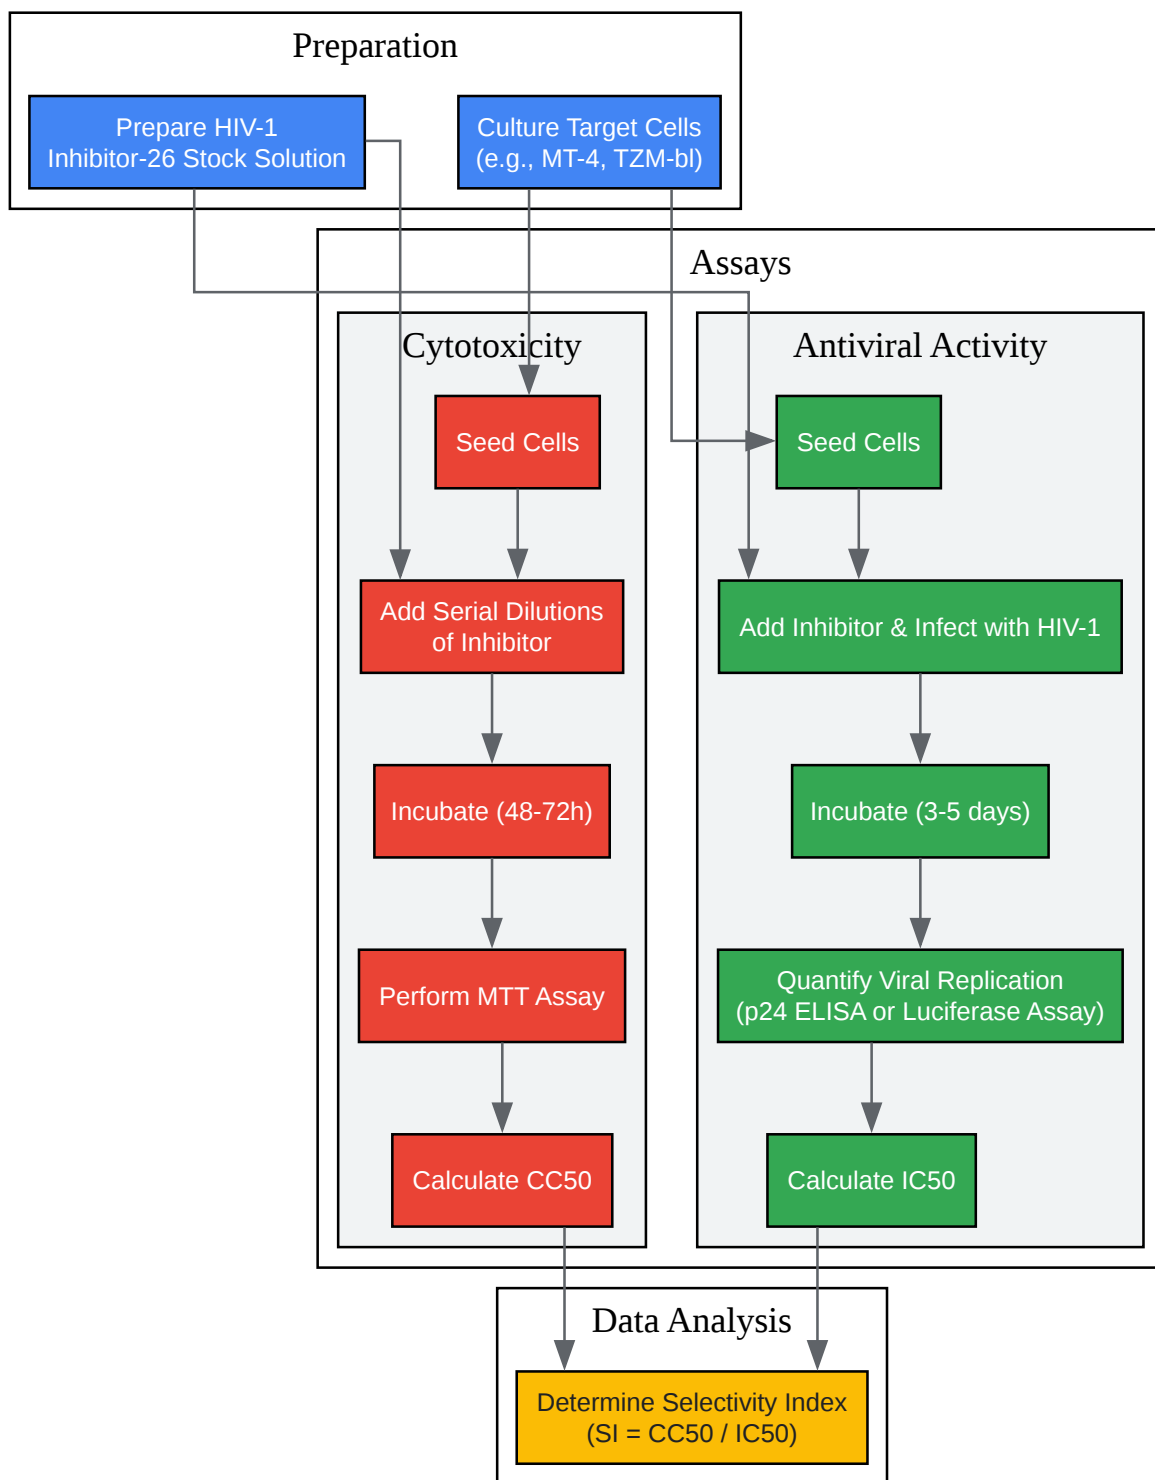 Preparation
Prepare HIV-1
Inhibitor-26 Stock Solution
Culture Target Cells
(e.g., MT-4, TZM-bl)
Assays
Cytotoxicity
Seed Cells
Add Serial Dilutions
of Inhibitor
Incubate (48-72h)
Perform MTT Assay
Calculate CC50
Antiviral Activity
Seed Cells
Add Inhibitor & Infect with HIV-1
Incubate (3-5 days)
Quantify Viral Replication
(p24 ELISA or Luciferase Assay)
Calculate IC50
Data Analysis
Determine Selectivity Index
(SI = CC50 / IC50)